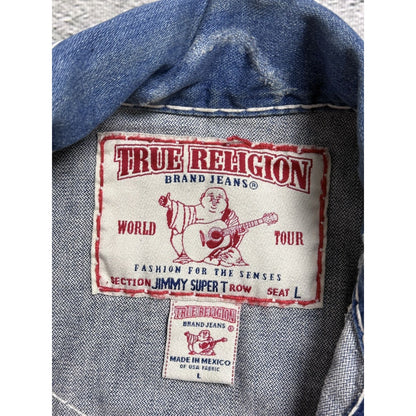 TRUE RELIGION
BRAND JEANS®
WORLD TOUR
FASHION FOR THE SENSES
SECTION JIMMY SUPER T ROW SEAT L
TRUE RELIGION
BRAND JEANS ®
MADE IN MEXICO
OF USA FABRIC
L